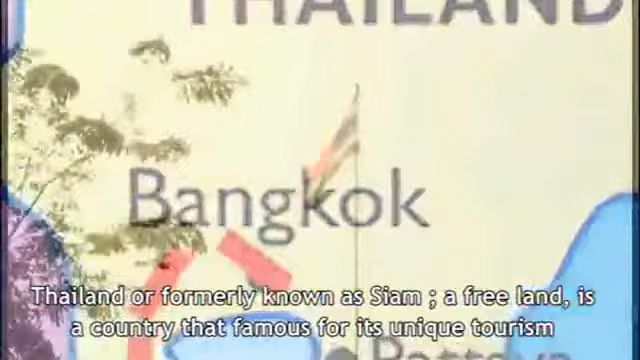 THAILAND
Bangkok
Thailand or formerly known as Siam ; a free land, is
a country that famous for its unique tourism